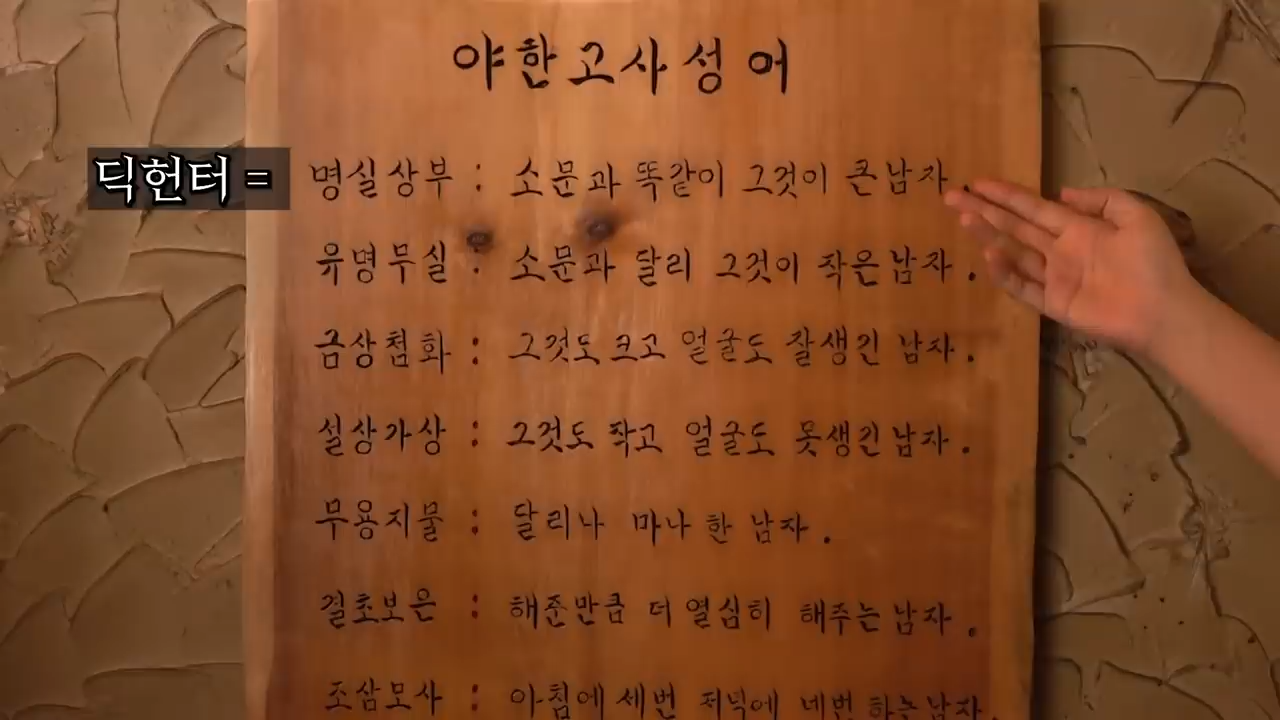 야한고사성어
딕헌터 = 명실상부 : 소문과 똑같이 그것이 큰남자.
유명무실 : 소문과 달리 그것이 작은남자.
금상첨화 : 그것도 크고 얼굴도 잘생긴 남자.
설상가상 : 그것도 작고 얼굴도 못생긴남자.
무용지물 : 달리나 마나 한 남자.
결초보은 : 해준만큼 더 열심히 해주는남자.
조삼모사 : 아침에 세번 저녁에 네번 하는남자.